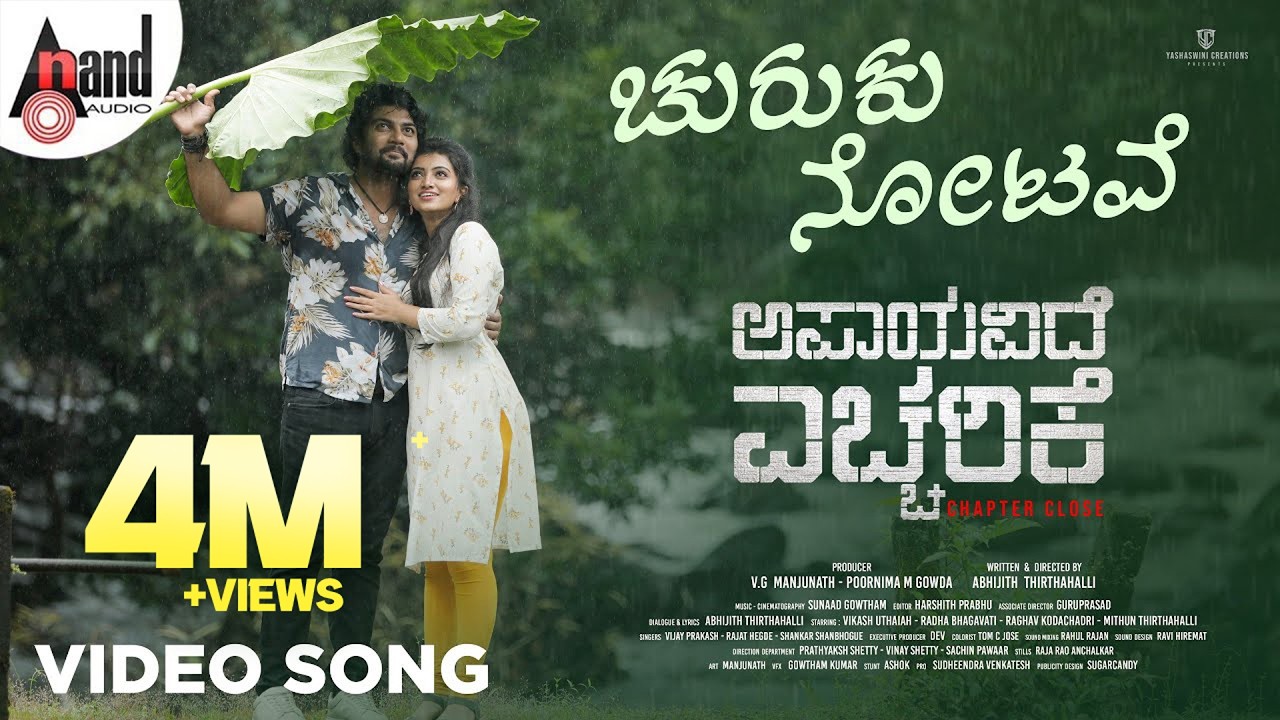 Anand
AUDIO
YASHASWINI CREATIONS
PRESENTS
ಚುರುಕು
ನೋಟವೆ
ಅಪಾಯವಿದೆ
ಎಚ್ಚರಿಕೆ
CHAPTER CLOSE
4M
+VIEWS
VIDEO SONG
PRODUCER
V.G MANJUNATH - POORNIMA M GOWDA
WRITTEN & DIRECTED BY
ABHIJITH THIRTHAHALLI
MUSIC - CINEMATOGRAPHY SUNAAD GOWTHAM EDITOR HARSHITH PRABHU ASSOCIATE DIRECTOR GURUPRASAD
DIALOGUE & LYRICS ABHIJITH THIRTHAHALLI STARRING : VIKASH UTHAIAH - RADHA BHAGAVATI - RAGHAV KODACHADRI - MITHUN THIRTHAHALLI
SINGERS VIJAY PRAKASH - RAJAT HEGDE - SHANKAR SHANBHOGUE EXECUTIVE PRODUCER DEV COLORIST TOM C JOSE SOUND MIXING RAHUL RAJAN SOUND DESIGN RAVI HIREMAT
DIRECTION DEPARTMENT PRATHYAKSH SHETTY - VINAY SHETTY - SACHIN PAWAAR STILLS RAJA RAO ANCHALKAR
ART MANJUNATH VFX GOWTHAM KUMAR STUNT ASHOK PRO SUDHEENDRA VENKATESH PUBLICITY DESIGN SUGARCANDY